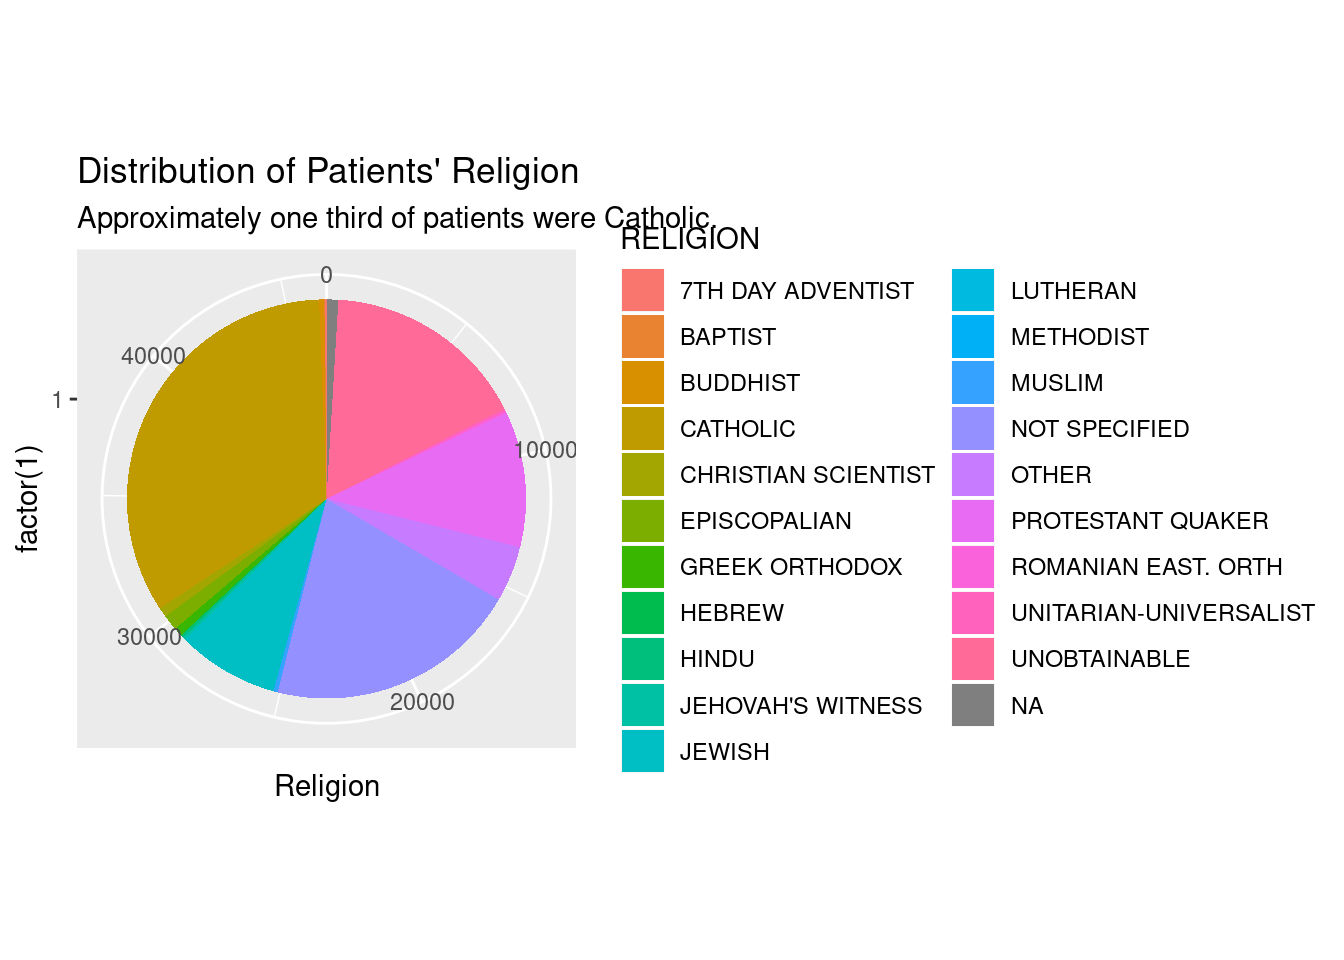 Distribution of Patients' Religion
Approximately one third of patients were Catholic.
0
40000
10000
30000
20000
1
factor(1)
Religion
RELIGION
7TH DAY ADVENTIST
BAPTIST
BUDDHIST
CATHOLIC
CHRISTIAN SCIENTIST
EPISCOPALIAN
GREEK ORTHODOX
HEBREW
HINDU
JEHOVAH'S WITNESS
JEWISH
LUTHERAN
METHODIST
MUSLIM
NOT SPECIFIED
OTHER
PROTESTANT QUAKER
ROMANIAN EAST. ORTH
UNITARIAN-UNIVERSALIST
UNOBTAINABLE
NA